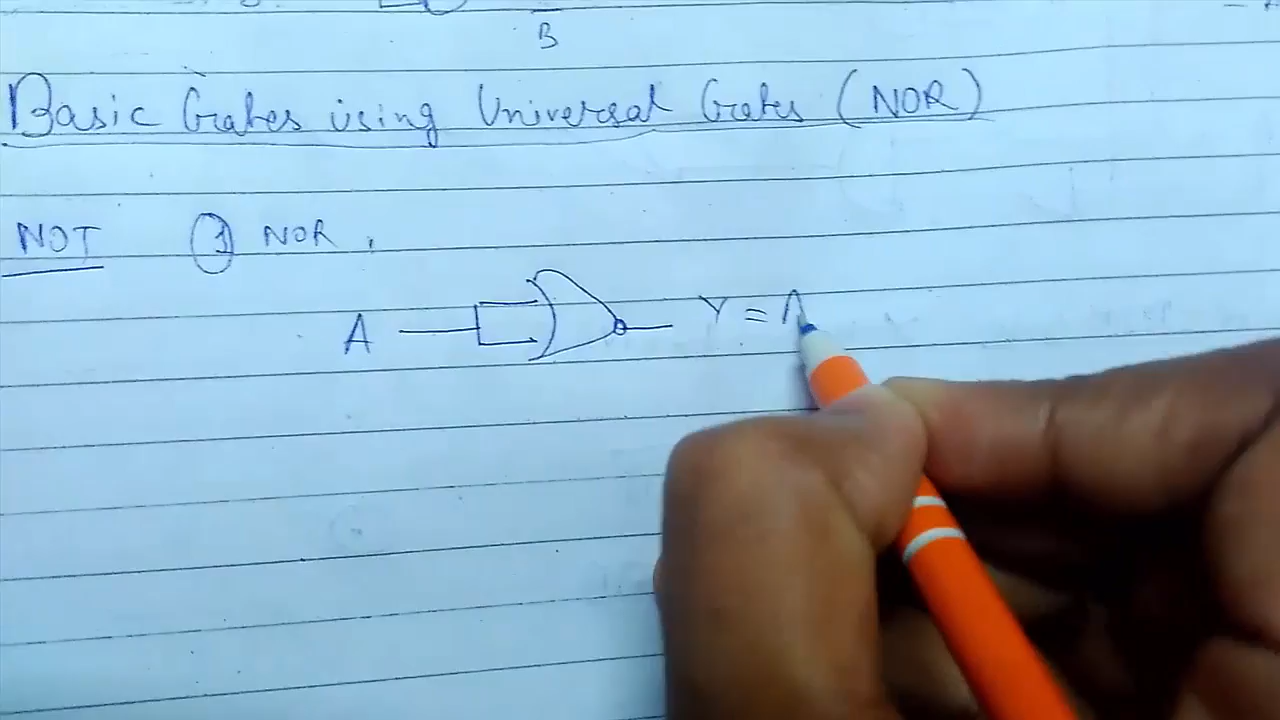 B
Basic Gates using Universal Gates (NOR)
NOT ① NOR,
A Y = A